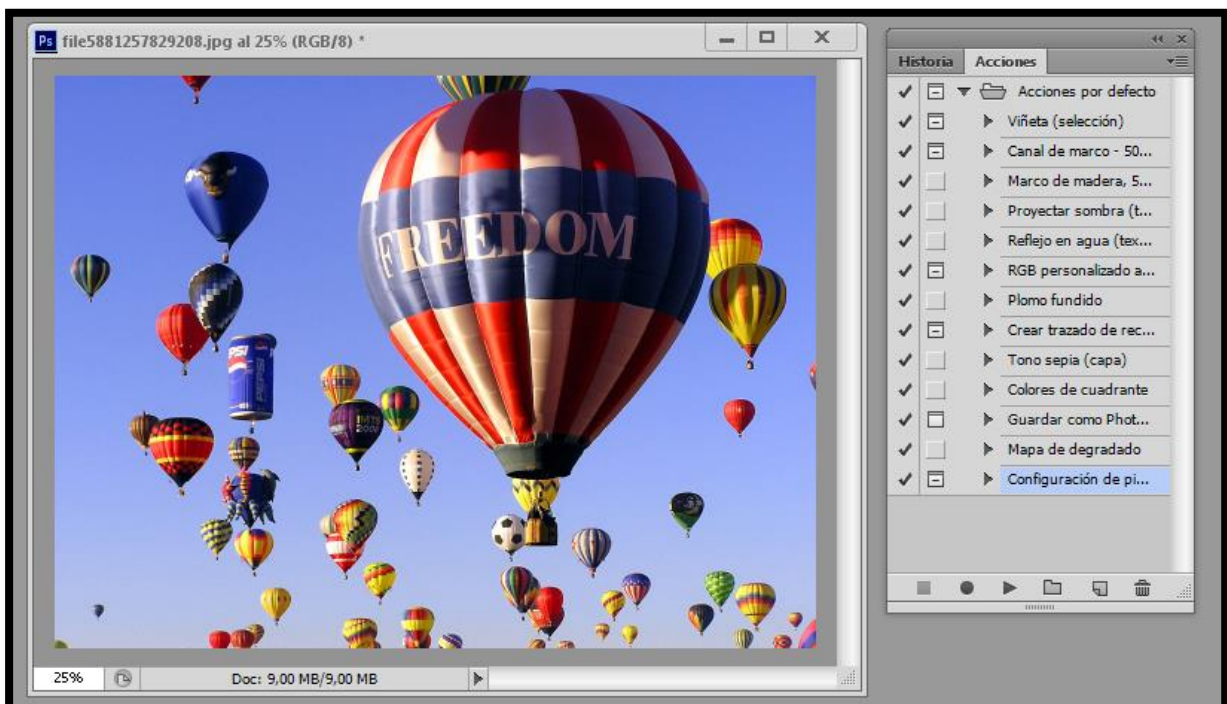 Ps file5881257829208.jpg al 25% (RGB/8) *
Historia Acciones
Acciones por defecto
Viñeta (selección)
Canal de marco - 50...
Marco de madera, 5...
Proyectar sombra (t...
Reflejo en agua (tex...
RGB personalizado a...
Plomo fundido
Crear trazado de rec...
Tono sepia (capa)
Colores de cuadrante
Guardar como Phot...
Mapa de degradado
Configuración de pi...
FREEDOM
PEPSI
25% Doc: 9,00 MB/9,00 MB